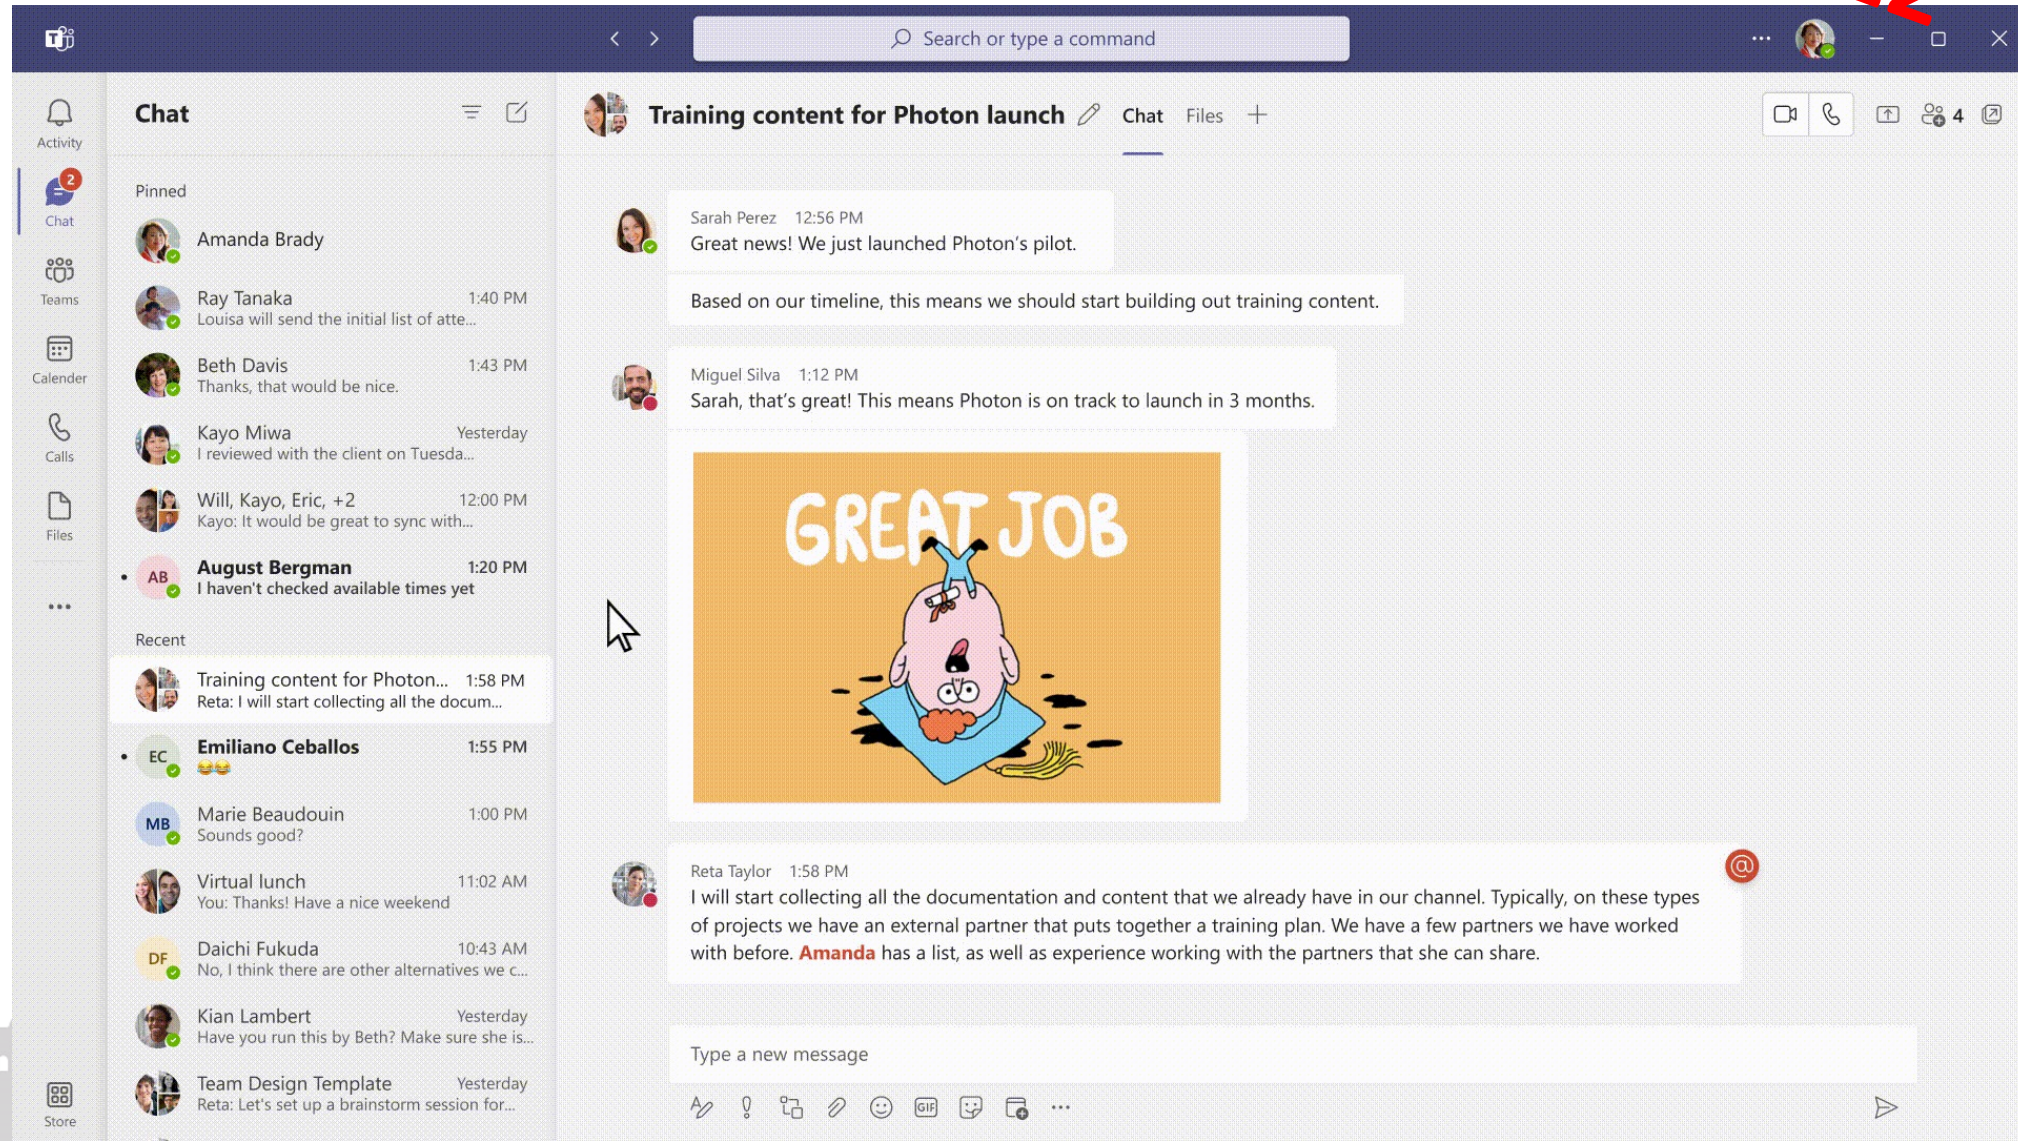 Search or type a command
Activity
2
Chat
Teams
Calender
Calls
Files
Store
Chat
Pinned
Amanda Brady
Ray Tanaka 1:40 PM
Louisa will send the initial list of atte...
Beth Davis 1:43 PM
Thanks, that would be nice.
Kayo Miwa Yesterday
I reviewed with the client on Tuesda...
Will, Kayo, Eric, +2 12:00 PM
Kayo: It would be great to sync with...
AB August Bergman 1:20 PM
I haven't checked available times yet
Recent
Training content for Photon... 1:58 PM
Reta: I will start collecting all the docum...
EC Emiliano Ceballos 1:55 PM
😂😂
MB Marie Beaudouin 1:00 PM
Sounds good?
Virtual lunch 11:02 AM
You: Thanks! Have a nice weekend
DF Daichi Fukuda 10:43 AM
No, I think there are other alternatives we c...
Kian Lambert Yesterday
Have you run this by Beth? Make sure she is...
Team Design Template Yesterday
Reta: Let's set up a brainstorm session for...
Training content for Photon launch Chat Files 4
Sarah Perez 12:56 PM
Great news! We just launched Photon's pilot.
Based on our timeline, this means we should start building out training content.
Miguel Silva 1:12 PM
Sarah, that's great! This means Photon is on track to launch in 3 months.
GREAT JOB
Reta Taylor 1:58 PM
@
I will start collecting all the documentation and content that we already have in our channel. Typically, on these types
of projects we have an external partner that puts together a training plan. We have a few partners we have worked
with before. Amanda has a list, as well as experience working with the partners that she can share.
Type a new message
GIF